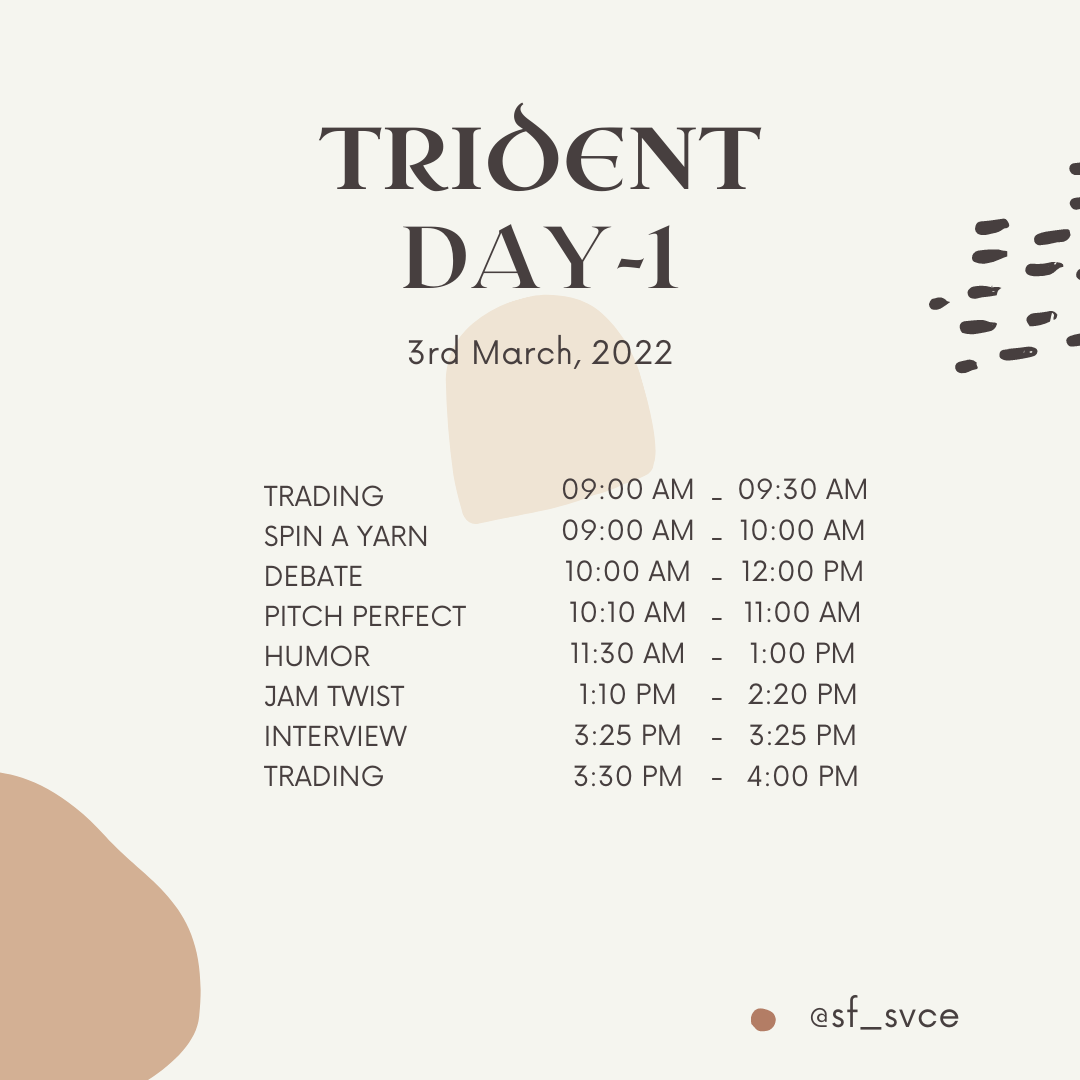 TRIDENT
DAY-1
3rd March, 2022
TRADING 09:00 AM - 09:30 AM
SPIN A YARN 09:00 AM - 10:00 AM
DEBATE 10:00 AM - 12:00 PM
PITCH PERFECT 10:10 AM - 11:00 AM
HUMOR 11:30 AM - 1:00 PM
JAM TWIST 1:10 PM - 2:20 PM
INTERVIEW 3:25 PM - 3:25 PM
TRADING 3:30 PM - 4:00 PM
@sf_svce